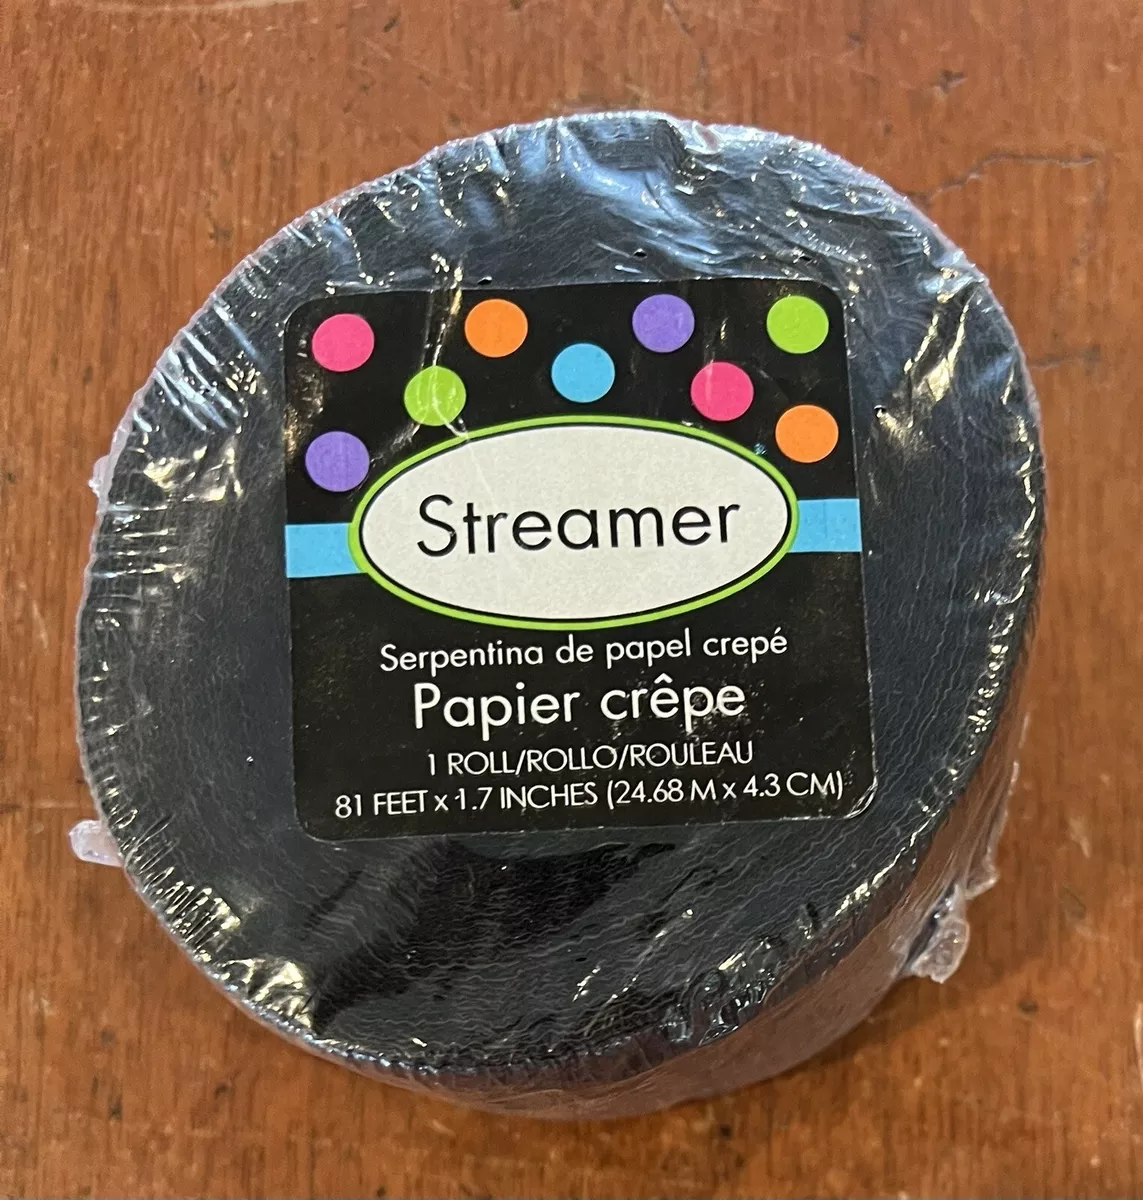 Streamer
Serpentina de papel crepé
Papier crêpe
1 ROLL/ROLLO/ROULEAU
81 FEET x 1.7 INCHES (24.68 M x 4.3 CM)